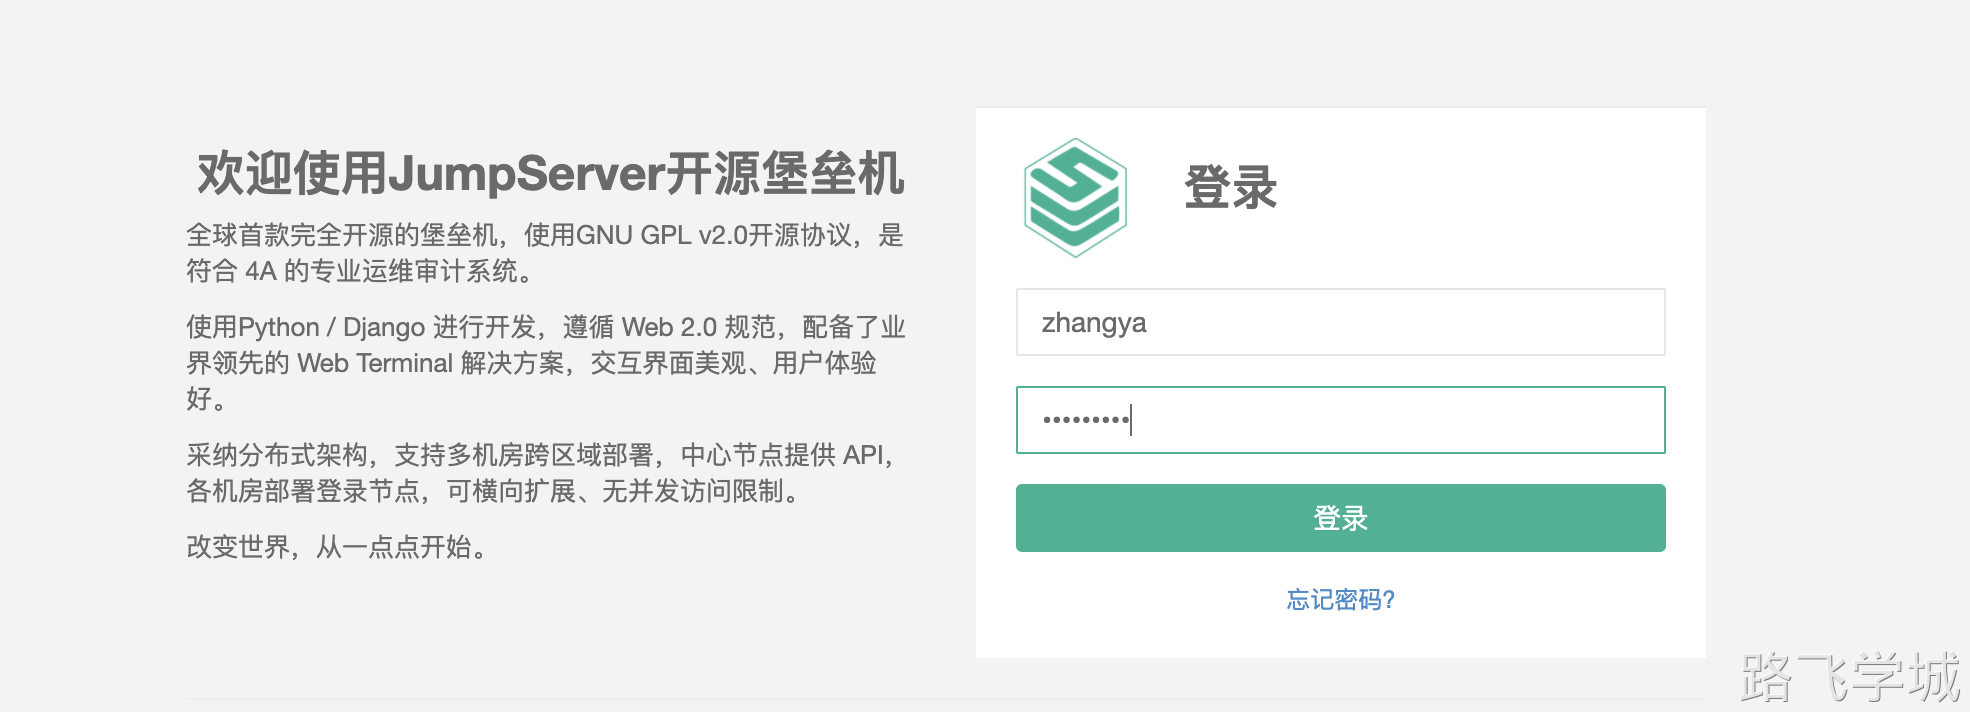 欢迎使用JumpServer开源堡垒机
全球首款完全开源的堡垒机，使用GNU GPL v2.0开源协议，是
符合 4A 的专业运维审计系统。
使用Python / Django 进行开发，遵循 Web 2.0 规范，配备了业
界领先的 Web Terminal 解决方案，交互界面美观、用户体验
好。
采纳分布式架构，支持多机房跨区域部署，中心节点提供 API，
各机房部署登录节点，可横向扩展、无并发访问限制。
改变世界，从一点点开始。
登录
zhangya
•••••••••
登录
忘记密码?
路飞学城